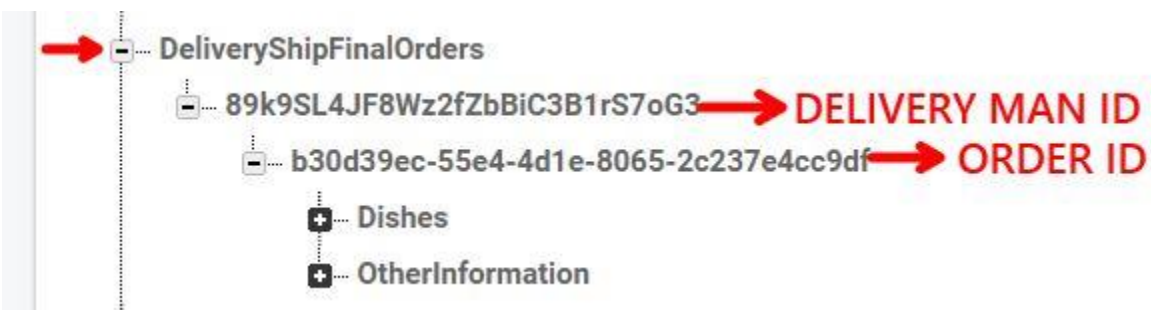 DeliveryShipFinalOrders
89k9SL4JF8Wz2fZbBiC3B1rS7oG3 DELIVERY MAN ID
b30d39ec-55e4-4d1e-8065-2c237e4cc9df ORDER ID
Dishes
OtherInformation